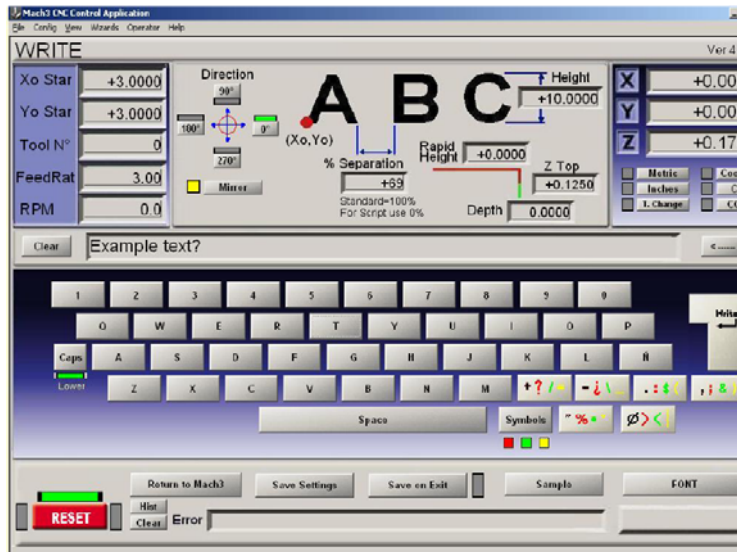 Mach3 CNC Control Application
File Config View Wizards Operator Help
WRITE
Ver 4
Xo Star +3.0000
Yo Star +3.0000
Tool N° 0
FeedRat 3.00
RPM 0.0
Direction
90°
180° 0°
270°
Mirror
A B C
(Xo,Yo)
Height
+10.0000
% Separation
+69
Standard=100%
For Script use 0%
Rapid
Height +0.0000
Z Top
+0.1250
Depth 0.0000
X +0.00
Y +0.00
Z +0.17
Metric
Inches
T. Change
Clear Example text? <----
1 2 3 4 5 6 7 8 9 0
Q W E R T Y U I O P
Write
Caps A S D F G H J K L Ñ
Lower
Z X C V B N M + ? / = - ¿ \ _ . : $ ( , ; & )
Space Symbols
Return to Mach3 Save Settings Save on Exit Sample FONT
RESET
Hist
Clear Error